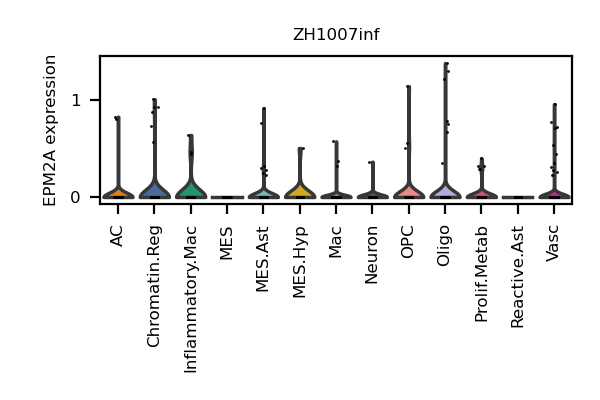 ZH1007inf
EPM2A expression
1
0
AC
Chromatin.Reg
Inflammatory.Mac
MES
MES.Ast
MES.Hyp
Mac
Neuron
OPC
Oligo
Prolif.Metab
Reactive.Ast
Vasc